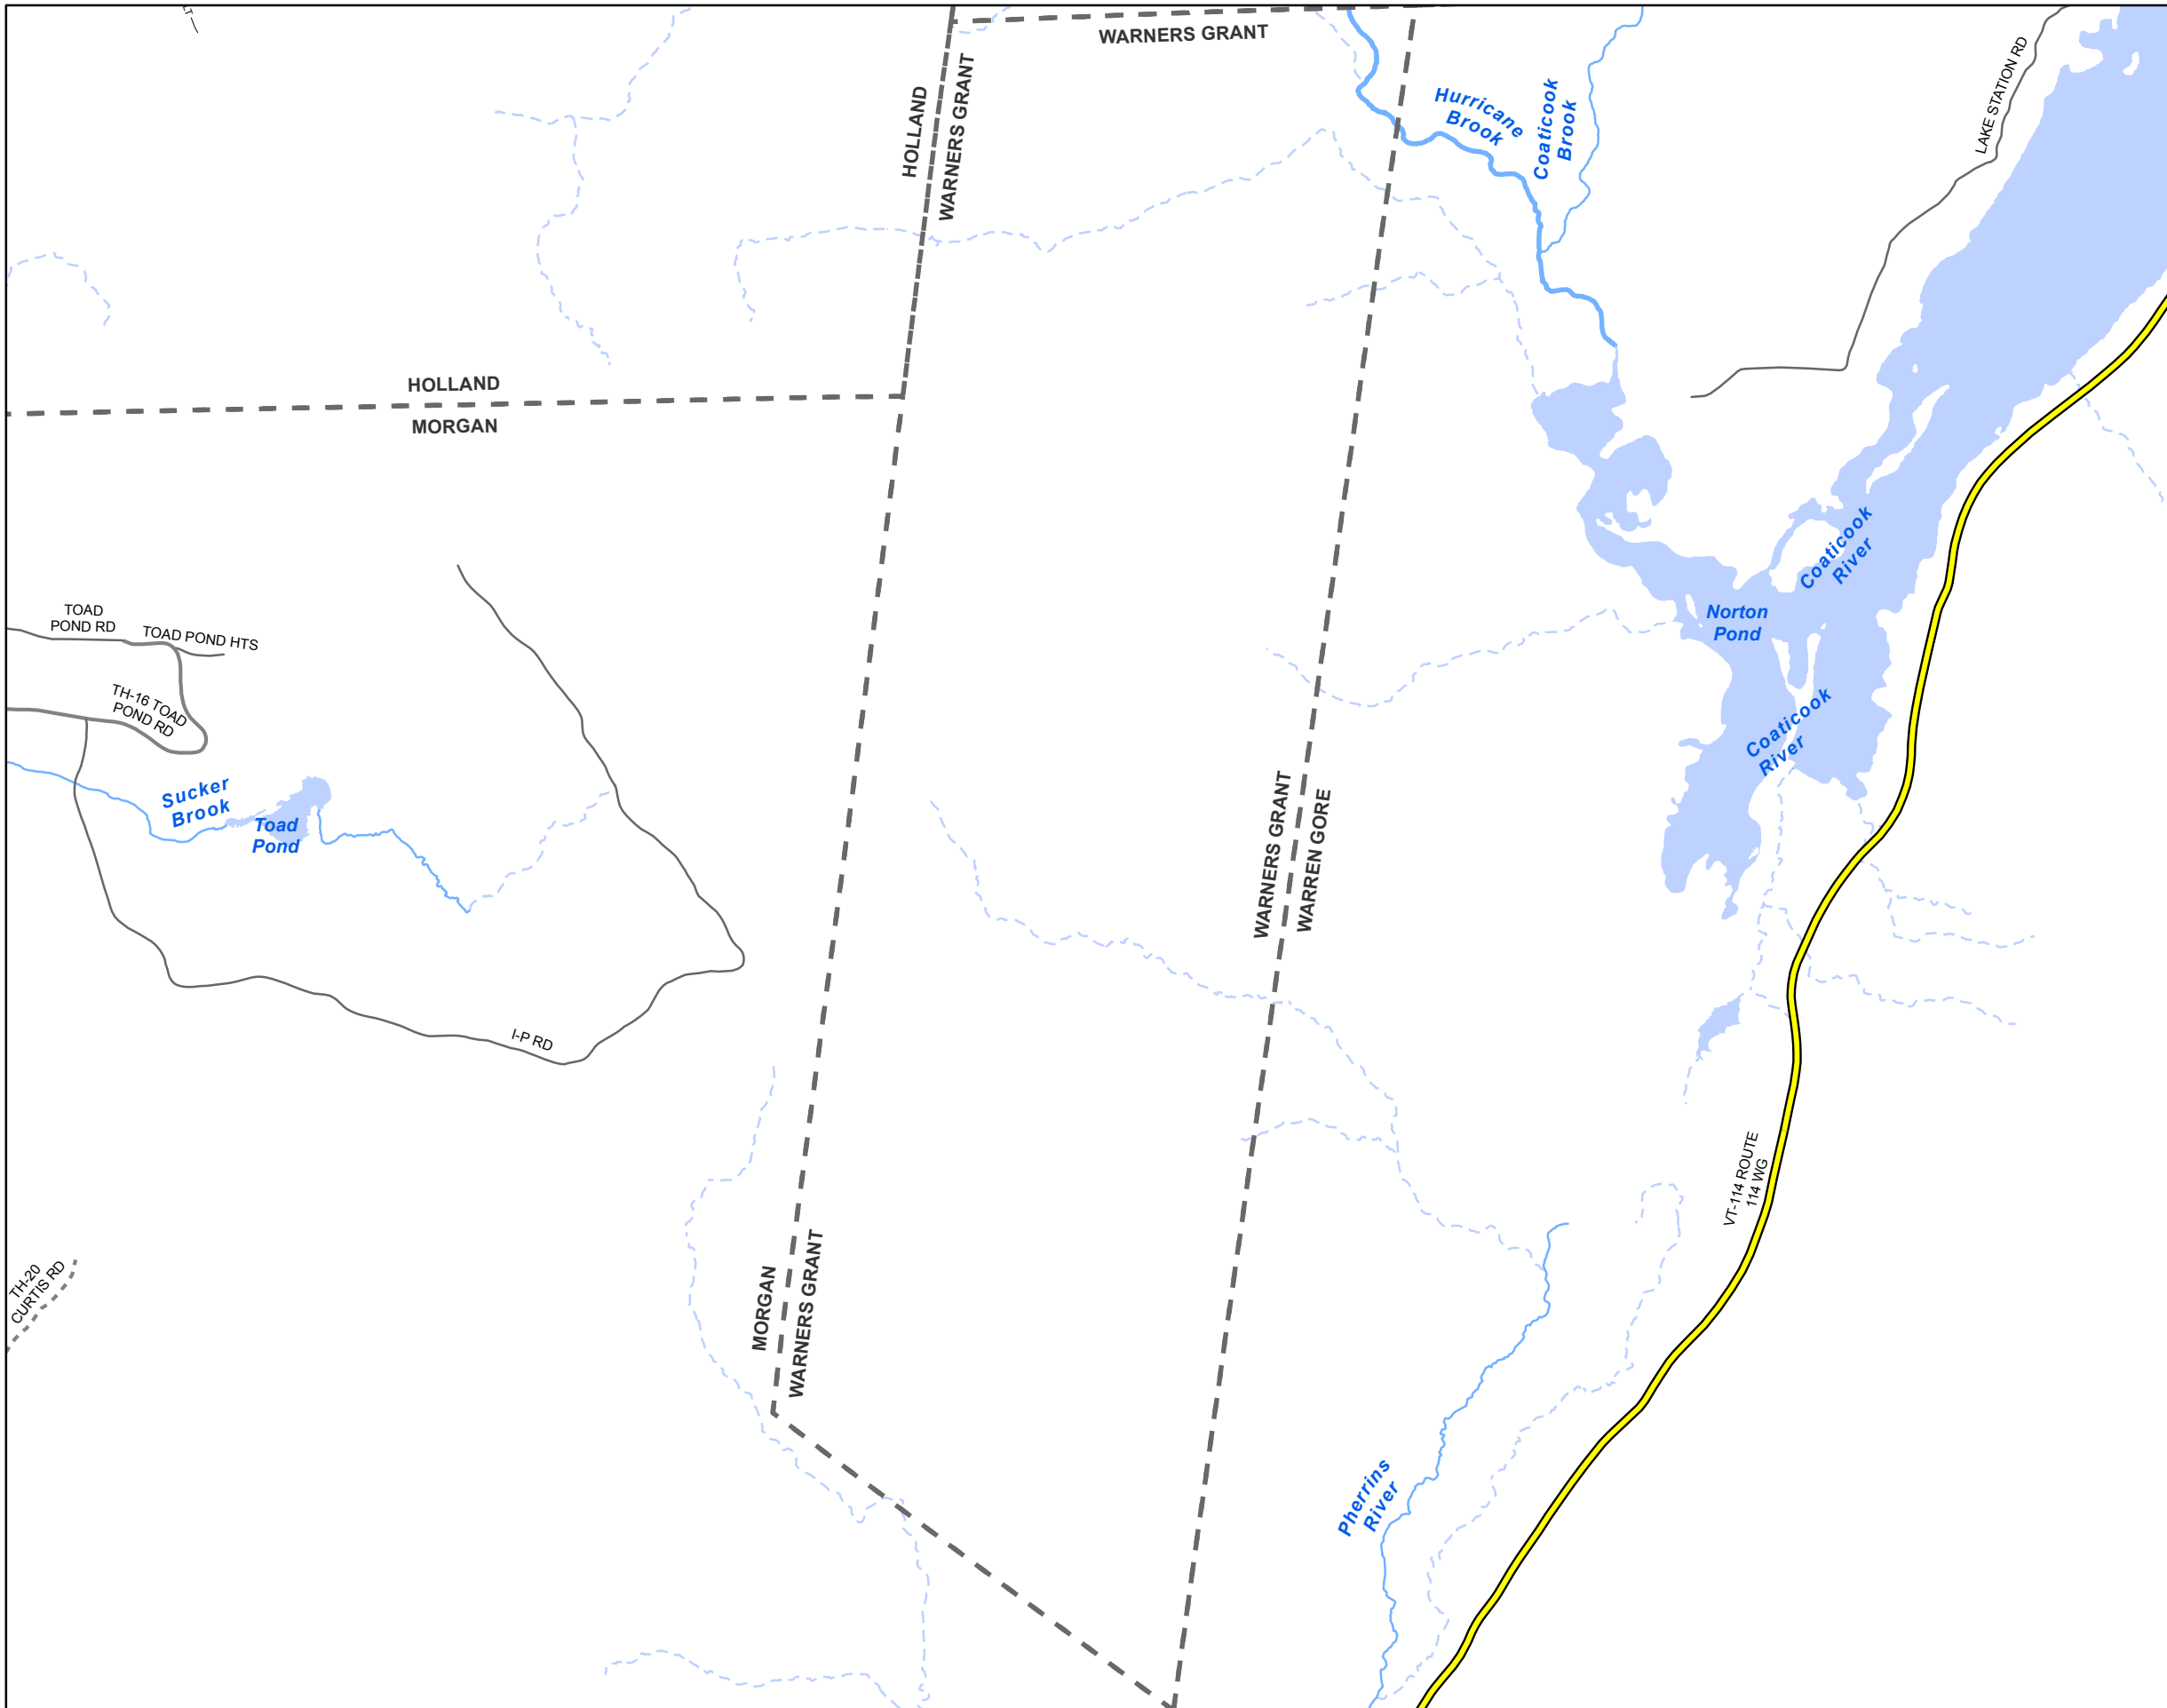 WARNERS GRANT
HOLLAND
WARNERS GRANT
Hurricane
Brook
Coaticook
Brook
LAKE STATION RD
HOLLAND
MORGAN
Coaticook
River
Norton
Pond
TOAD
POND RD
TOAD POND HTS
TH-16 TOAD
POND RD
Coaticook
River
Sucker
Brook
Toad
Pond
WARNERS GRANT
WARREN GORE
I-P RD
VT-114 ROUTE
114 WG
TH-20
CURTIS RD
MORGAN
WARNERS GRANT
Pherrins
River